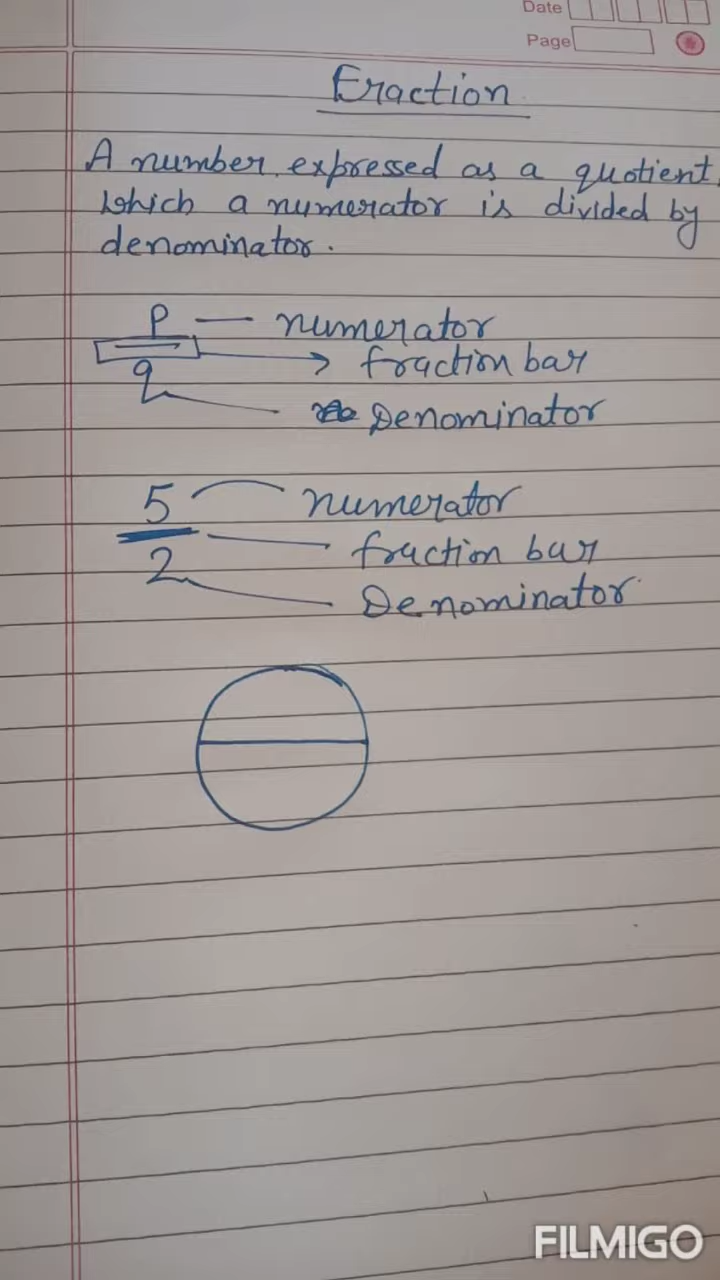 Date
Page
Fraction
A number expressed as a quotient
which a numerator is divided by
denominator.
P — numerator
fraction bar
q Denominator
5 numerator
fraction bar
2 Denominator
FILMIGO